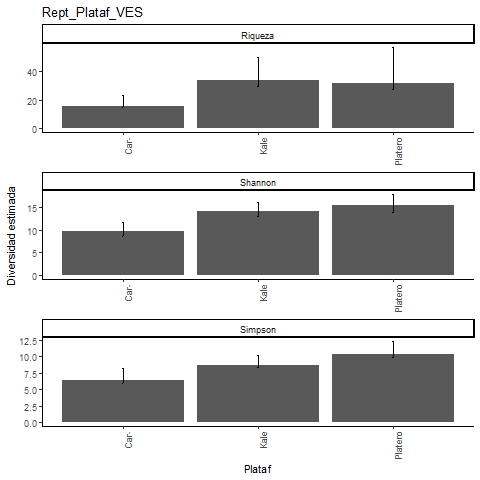 Rept_Plataf_VES
Riqueza
40
20
0
Car-
Kale
Platero
Shannon
15
10
5
0
Car-
Kale
Platero
Simpson
12.5
10.0
7.5
5.0
2.5
0.0
Car-
Kale
Platero
Diversidad estimada
Plataf